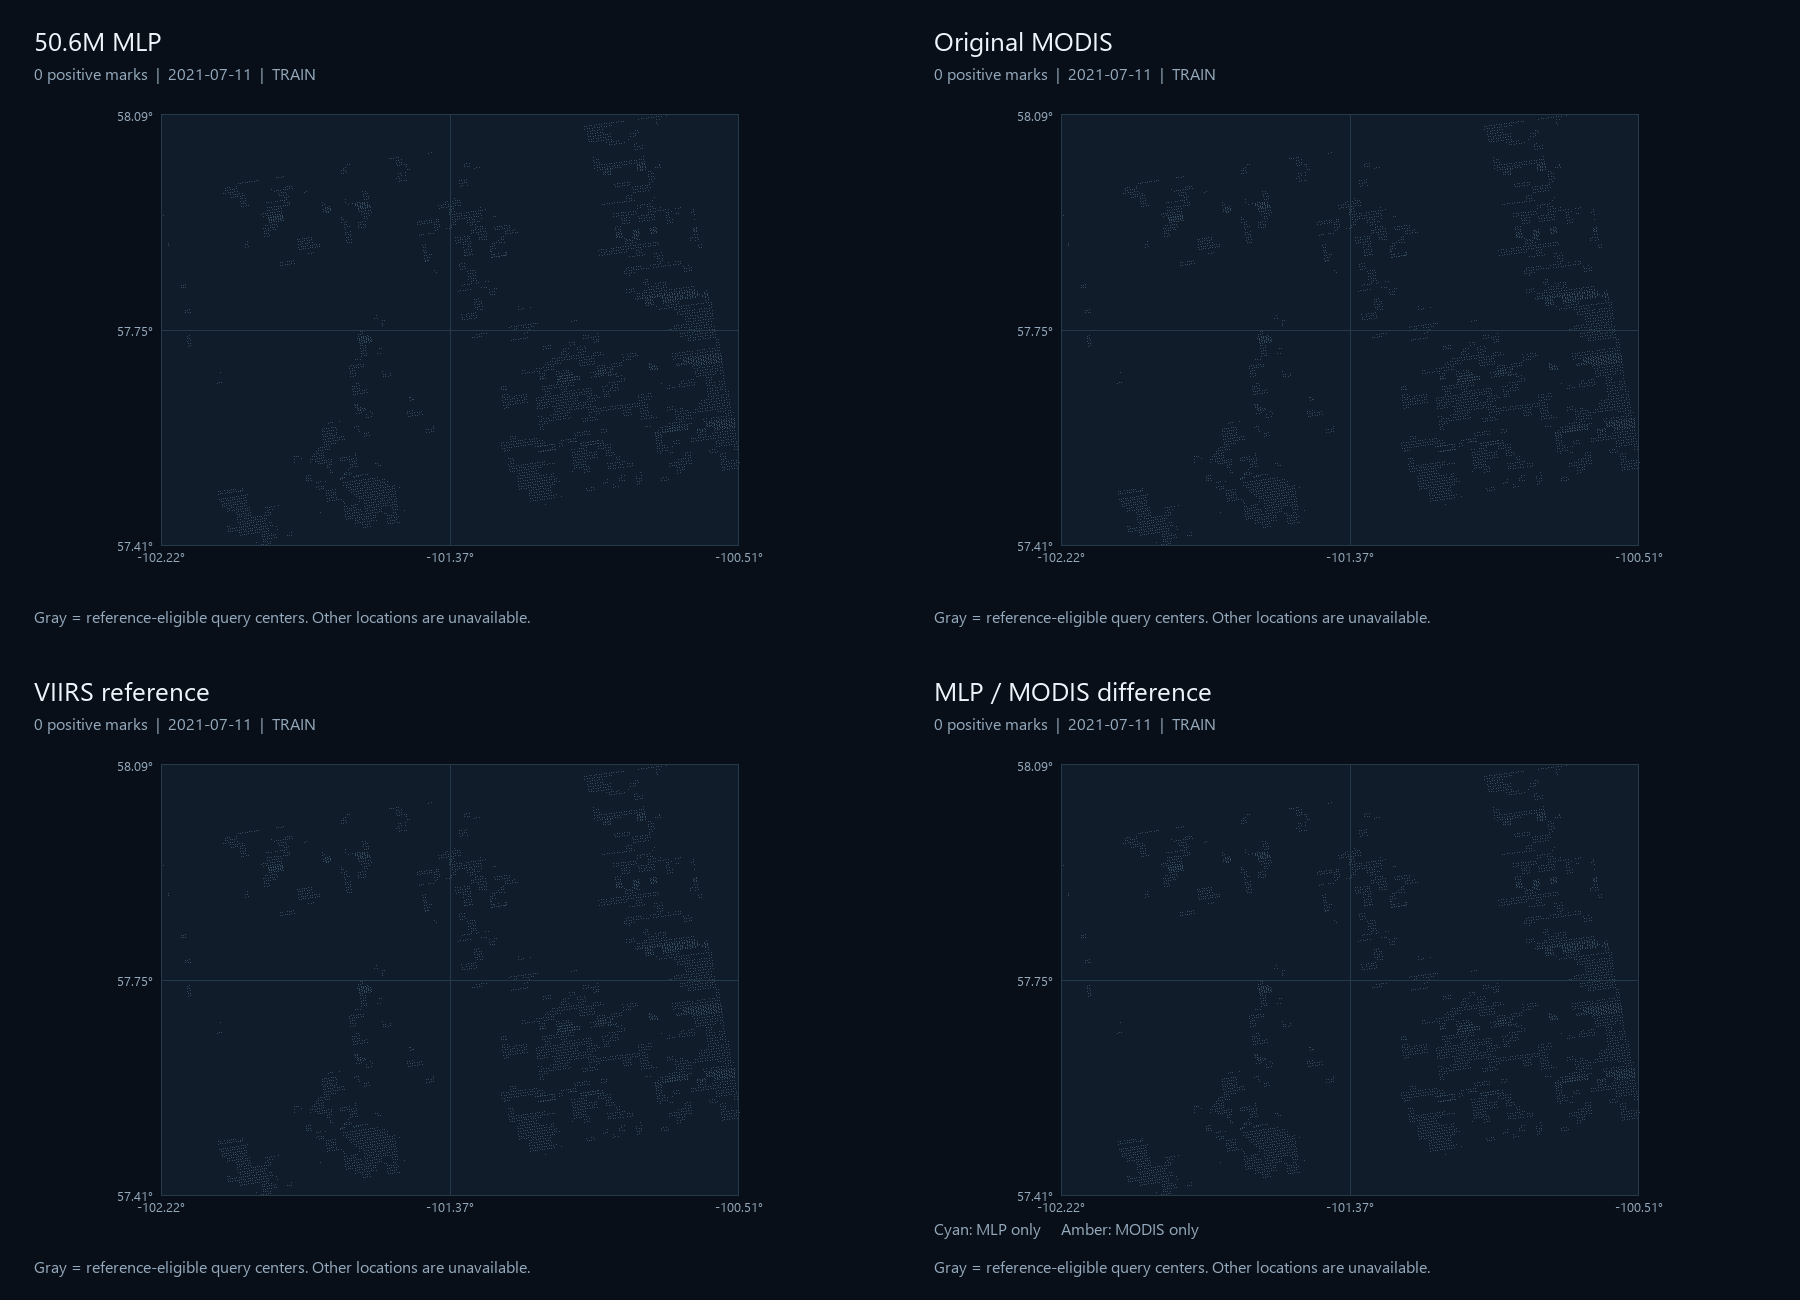 50.6M MLP
0 positive marks | 2021-07-11 | TRAIN
58.09°
57.75°
57.41°
-102.22°
-101.37°
-100.51°
Gray = reference-eligible query centers. Other locations are unavailable.
Original MODIS
0 positive marks | 2021-07-11 | TRAIN
58.09°
57.75°
57.41°
-102.22°
-101.37°
-100.51°
Gray = reference-eligible query centers. Other locations are unavailable.
VIIRS reference
0 positive marks | 2021-07-11 | TRAIN
58.09°
57.75°
57.41°
-102.22°
-101.37°
-100.51°
Gray = reference-eligible query centers. Other locations are unavailable.
MLP / MODIS difference
0 positive marks | 2021-07-11 | TRAIN
58.09°
57.75°
57.41°
-102.22°
-101.37°
-100.51°
Cyan: MLP only Amber: MODIS only
Gray = reference-eligible query centers. Other locations are unavailable.